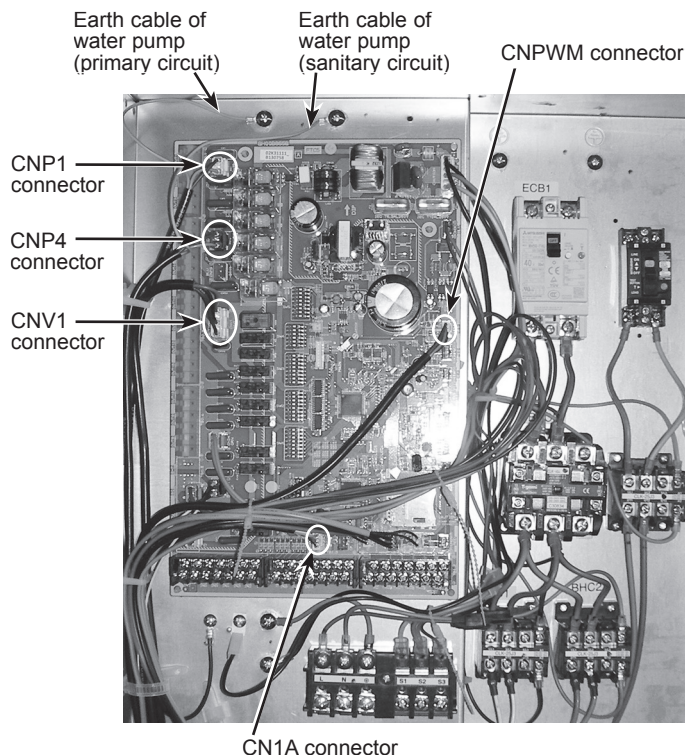 Earth cable of
water pump
(primary circuit)
Earth cable of
water pump
(sanitary circuit)
CNPWM connector
CNP1
connector
CNP4
connector
CNV1
connector
ECB1
BHC2
L N
S1 S2 S3
CN1A connector